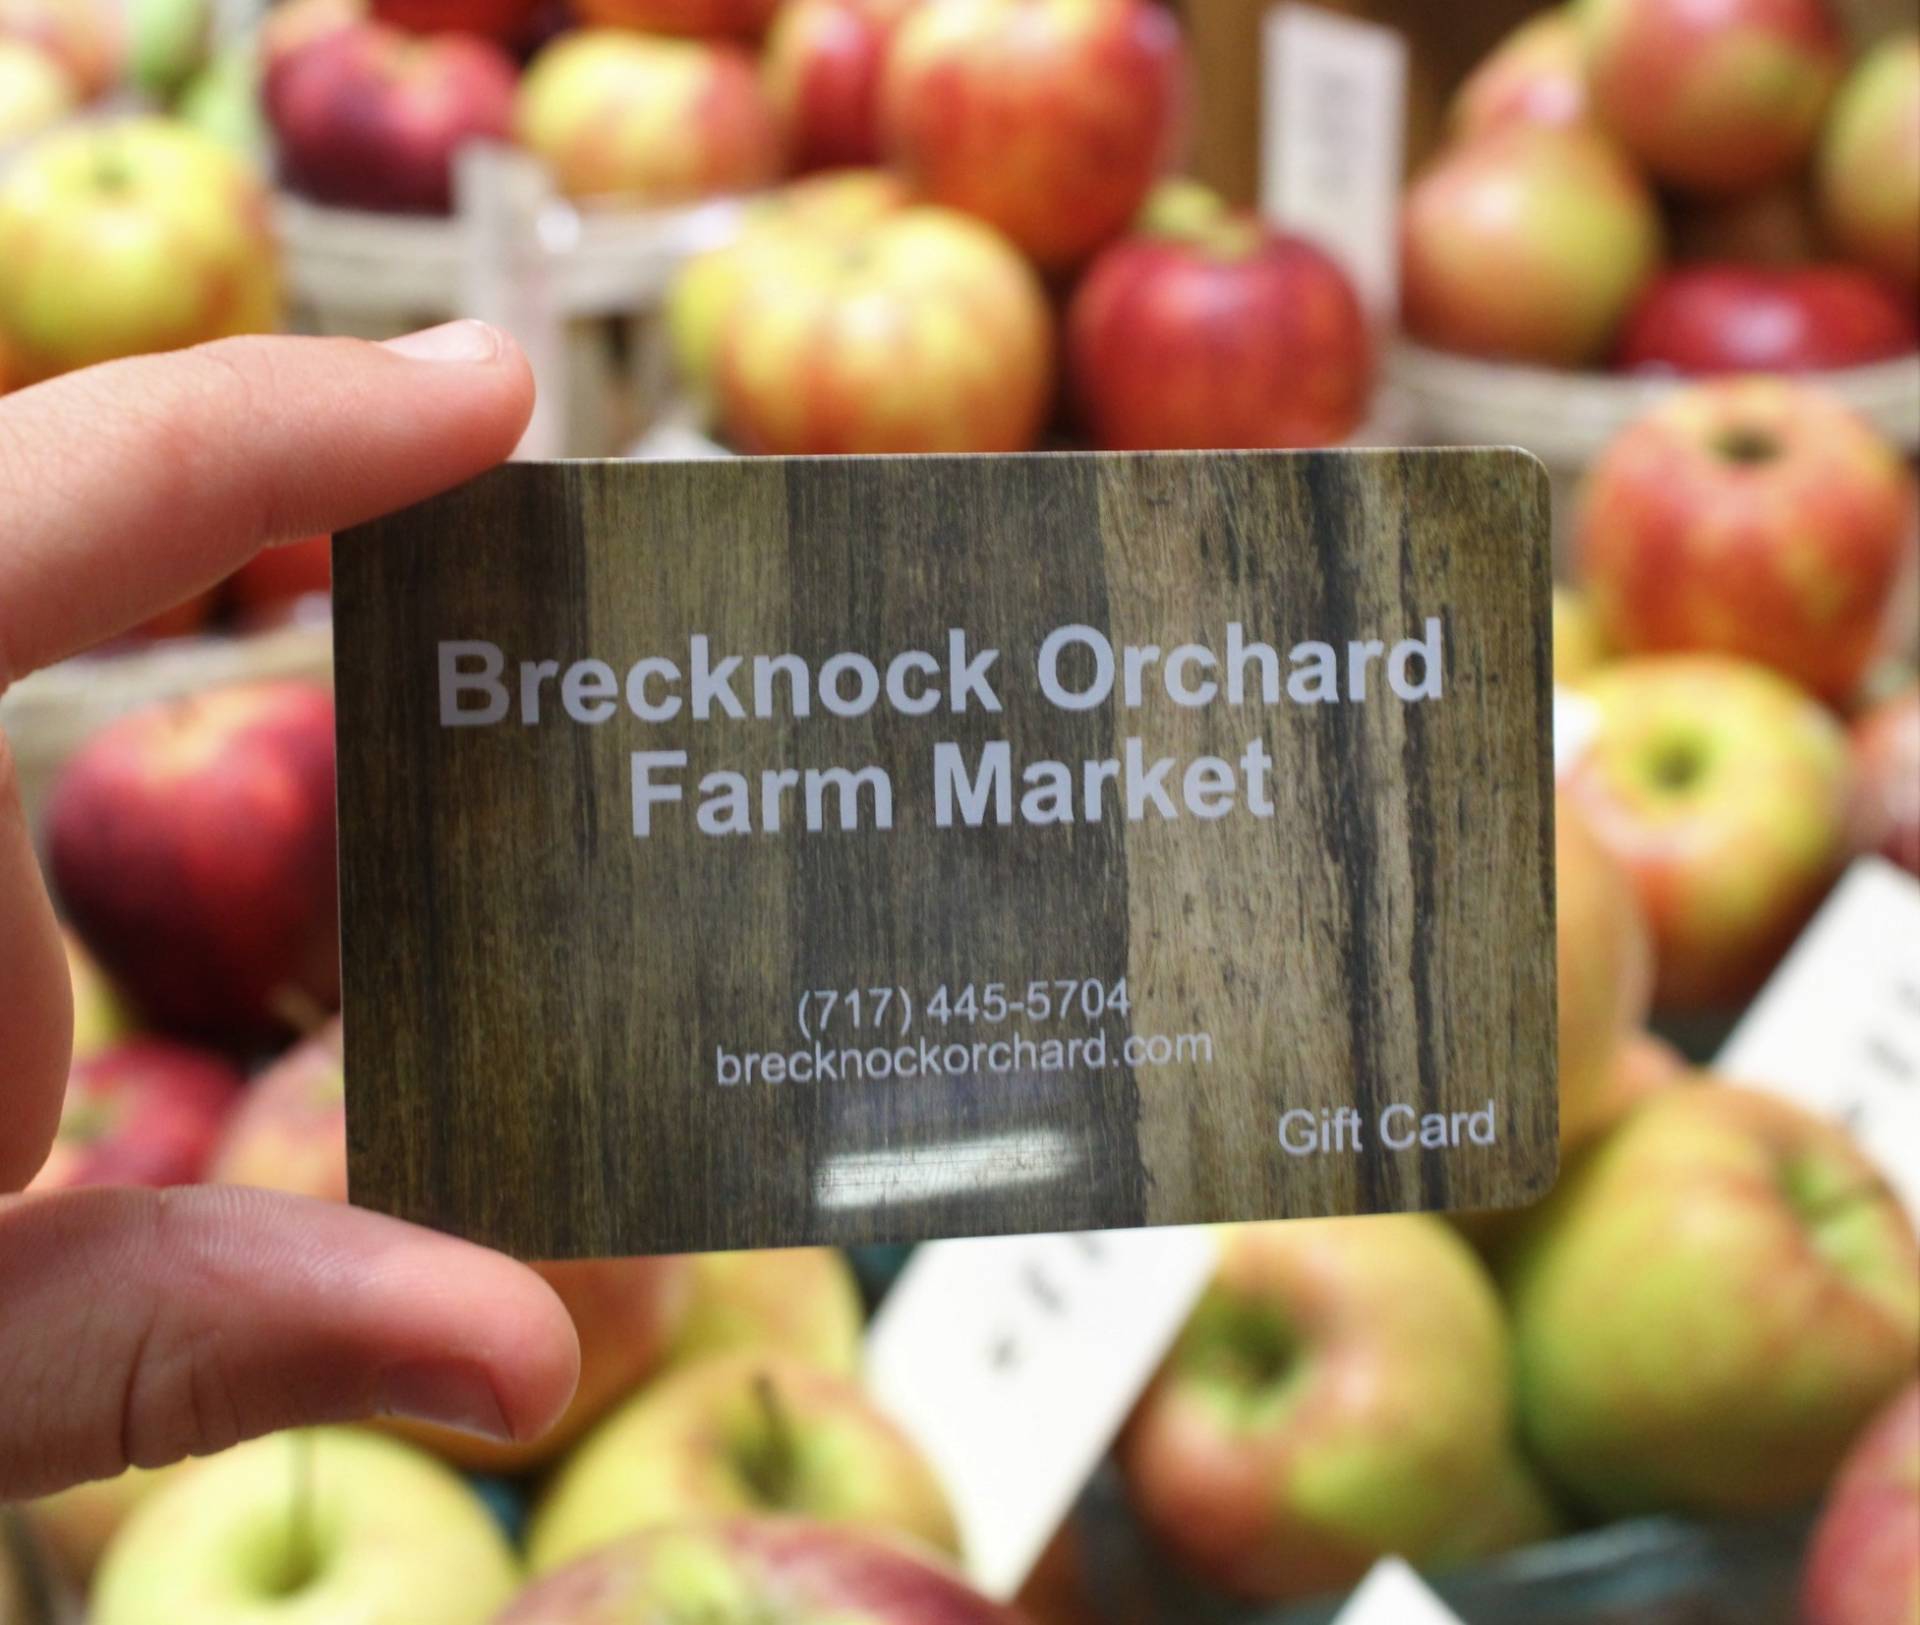 Brecknock Orchard
Farm Market
(717) 445-5704
brecknockorchard.com
Gift Card